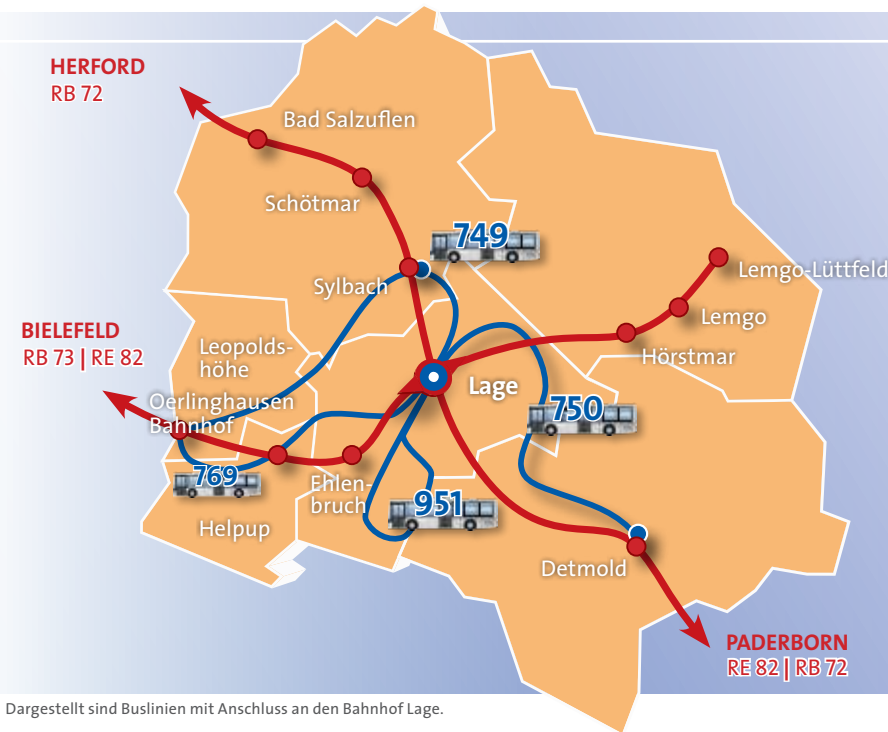 HERFORD
RB 72
Bad Salzuflen
Schötmar
749
Sylbach
Lemgo-Lüttfeld
Lemgo
Hörstmar
BIELEFELD
RB 73 | RE 82
Leopolds-
höhe
Oerlinghausen
Bahnhof
Lage
750
769
Ehlen-
bruch
951
Helpup
Detmold
PADERBORN
RE 82 | RB 72
Dargestellt sind Buslinien mit Anschluss an den Bahnhof Lage.